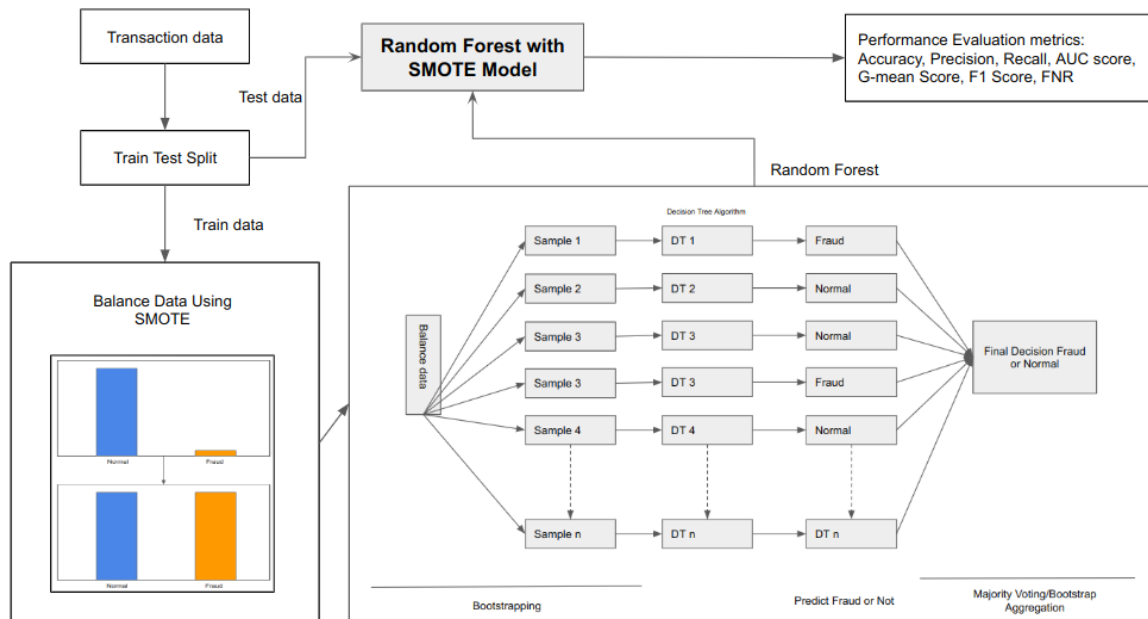 Transaction data
Random Forest with
SMOTE Model
Performance Evaluation metrics:
Accuracy, Precision, Recall, AUC score,
G-mean Score, F1 Score, FNR
Test data
Train Test Split
Train data
Random Forest
Balance Data Using
SMOTE
Normal
Fraud
Normal
Fraud
Decision Tree Algorithm
Balance data
Sample 1
DT 1
Fraud
Sample 2
DT 2
Normal
Sample 3
DT 3
Normal
Sample 3
DT 3
Fraud
Sample 4
DT 4
Normal
Sample n
DT n
DT n
Final Decision Fraud
or Normal
Bootstrapping
Predict Fraud or Not
Majority Voting/Bootstrap
Aggregation